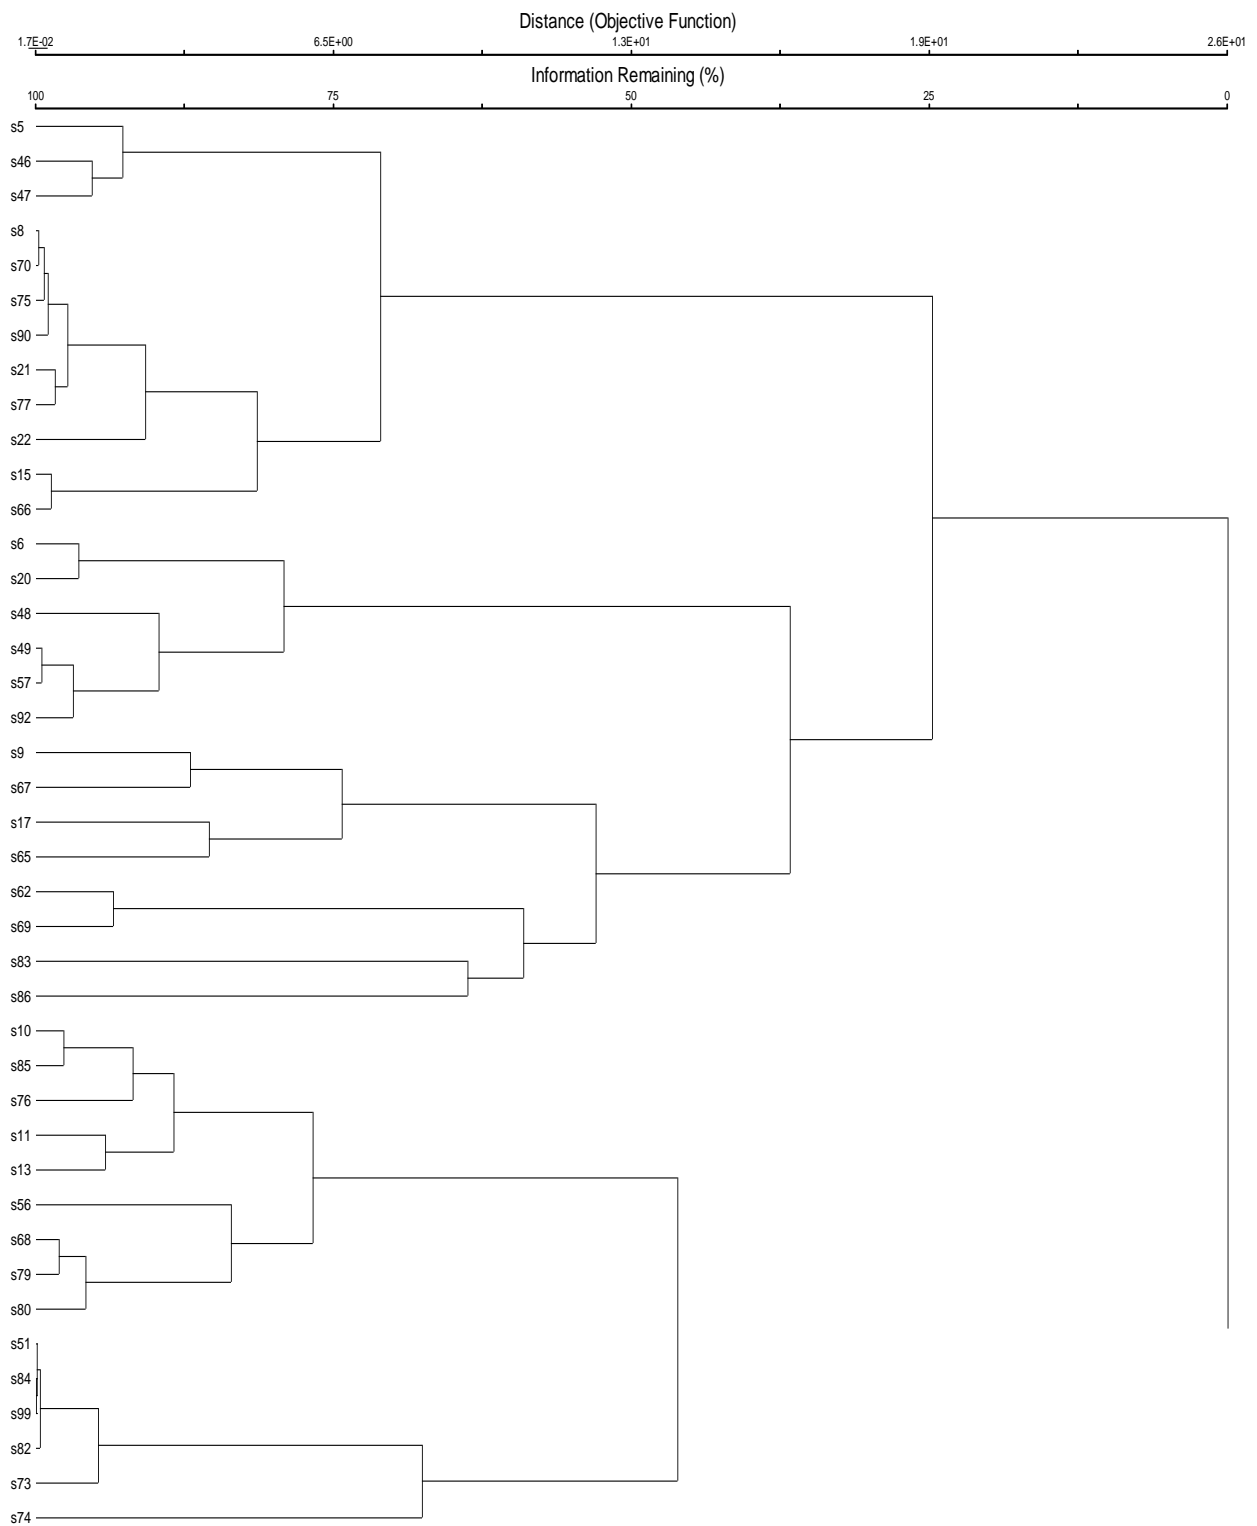 Distance (Objective Function)
1.7E-02 6.5E+00 1.3E+01 1.9E+01 2.6E+01
Information Remaining (%)
100 75 50 25 0
s5
s46
s47
s8
s70
s75
s90
s21
s77
s22
s15
s66
s6
s20
s48
s49
s57
s92
s9
s67
s17
s65
s62
s69
s83
s86
s10
s85
s76
s11
s13
s56
s68
s79
s80
s51
s84
s99
s82
s73
s74